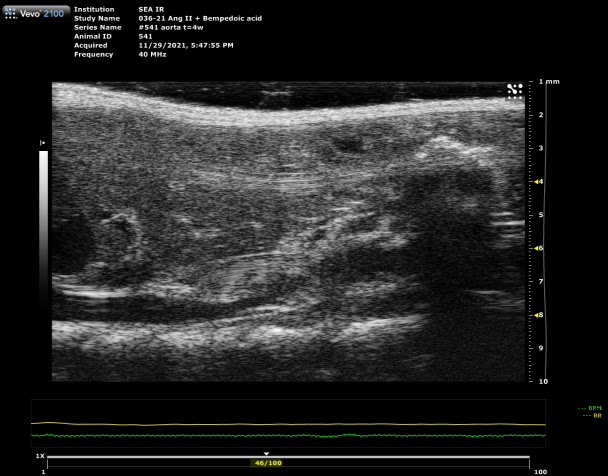 Vevo 2100
Institution SEA IR
Study Name 036-21 Ang II + Bempedoic acid
Series Name #541 aorta t=4w
Animal ID 541
Acquired 11/29/2021, 5:47:55 PM
Frequency 40 MHz
1 mm
2
3
4
5
6
7
8
9
10
BPM
RR
1X
46/100
1
100